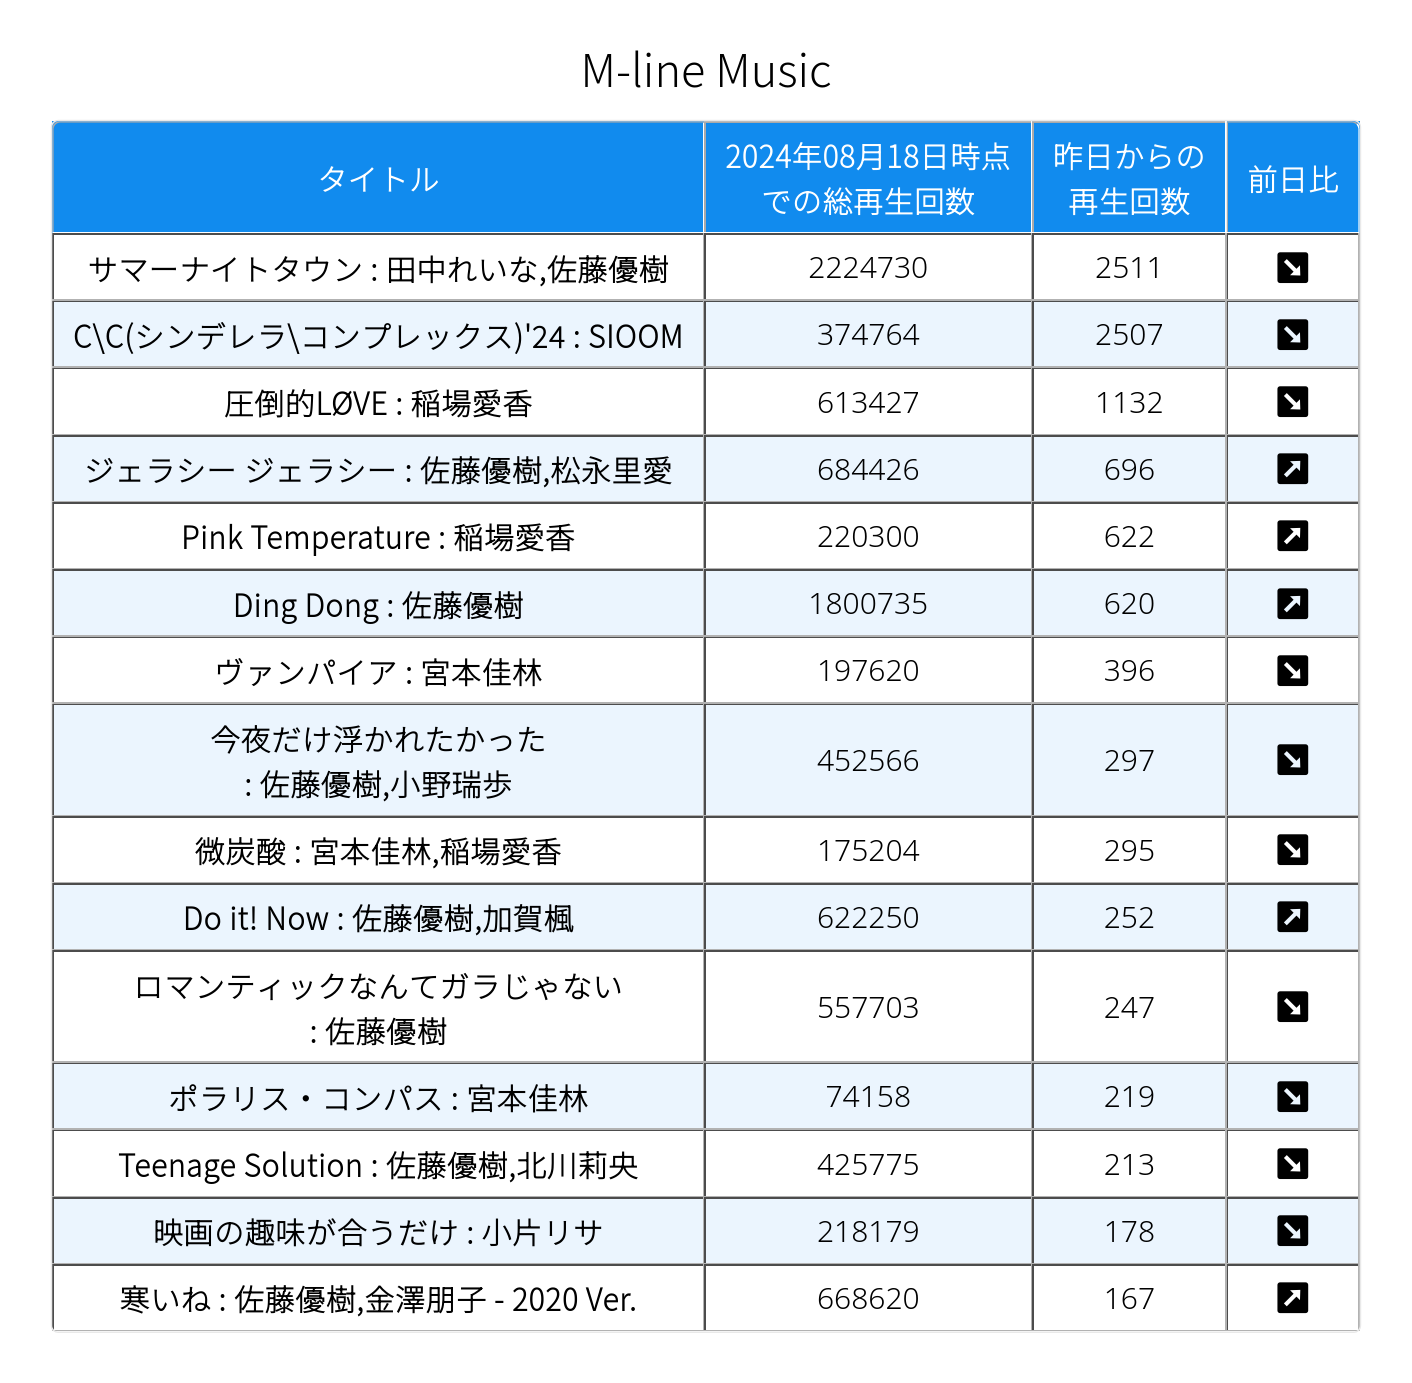 M-line Music
タイトル
2024年08月18日時点
での総再生回数
昨日からの
再生回数
前日比
サマーナイトタウン : 田中れいな,佐藤優樹 2224730 2511 ↘
C\C(シンデレラ\コンプレックス)'24 : SIOOM 374764 2507 ↘
圧倒的LØVE : 稲場愛香 613427 1132 ↘
ジェラシー ジェラシー : 佐藤優樹,松永里愛 684426 696 ↗
Pink Temperature : 稲場愛香 220300 622 ↗
Ding Dong : 佐藤優樹 1800735 620 ↗
ヴァンパイア : 宮本佳林 197620 396 ↘
今夜だけ浮かれたかった
: 佐藤優樹,小野瑞歩 452566 297 ↘
微炭酸 : 宮本佳林,稲場愛香 175204 295 ↘
Do it! Now : 佐藤優樹,加賀楓 622250 252 ↗
ロマンティックなんてガラじゃない
: 佐藤優樹 557703 247 ↘
ポラリス・コンパス : 宮本佳林 74158 219 ↘
Teenage Solution : 佐藤優樹,北川莉央 425775 213 ↘
映画の趣味が合うだけ : 小片リサ 218179 178 ↘
寒いね : 佐藤優樹,金澤朋子 - 2020 Ver. 668620 167 ↗